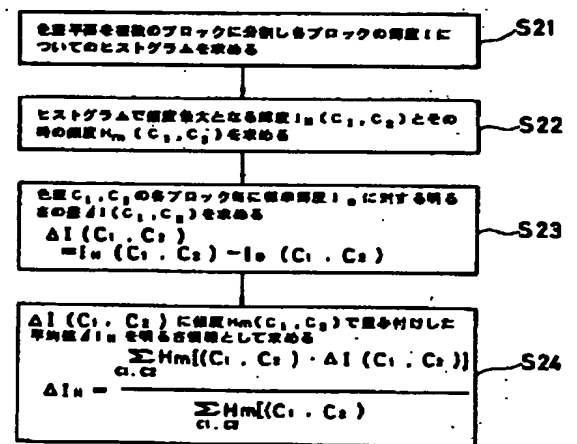 色度平面を複数のブロックに分割し各ブロックの輝度Iに
ついてのヒストグラムを求める
S21
ヒストグラムで頻度最大となる輝度IM(C1,C2)とその
時の頻度Hm(C1,C2)を求める
S22
色度C1,C2の各ブロック毎に標準輝度I に対する明る
さの差ΔI(C1,C2)を求める
ΔI(C1.C2)
=IM(C1.C2)-I (C1.C2)
S23
ΔI(C1.C2)に頻度Hm(C1,C2)で重み付けした
平均値ΔIMを明るさ情報として求める
ΣHm[(C1.C2)・ΔI(C1.C2)]
C1.C2
ΔIM=
ΣHm[(C1.C2)
C1.C2
S24